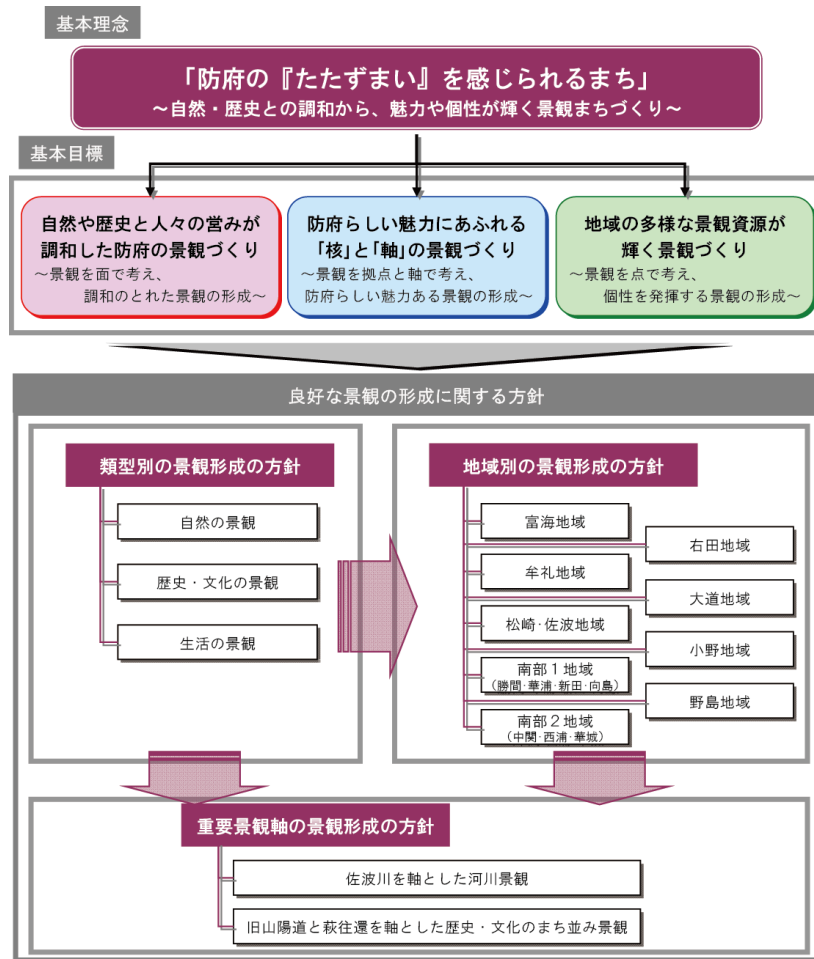 基本理念
「防府の『たたずまい』を感じられるまち」
～自然・歴史との調和から、魅力や個性が輝く景観まちづくり～
基本目標
自然や歴史と人々の営みが
調和した防府の景観づくり
～景観を面で考え、
調和のとれた景観の形成～
防府らしい魅力にあふれる
「核」と「軸」の景観づくり
～景観を拠点と軸で考え、
防府らしい魅力ある景観の形成～
地域の多様な景観資源が
輝く景観づくり
～景観を点で考え、
個性を発揮する景観の形成～
良好な景観の形成に関する方針
類型別の景観形成の方針
自然の景観
歴史・文化の景観
生活の景観
地域別の景観形成の方針
富海地域
右田地域
牟礼地域
大道地域
松崎・佐波地域
小野地域
南部１地域
（勝間・華浦・新田・向島）
野島地域
南部２地域
（中関・西浦・華城）
重要景観軸の景観形成の方針
佐波川を軸とした河川景観
旧山陽道と萩往還を軸とした歴史・文化のまち並み景観